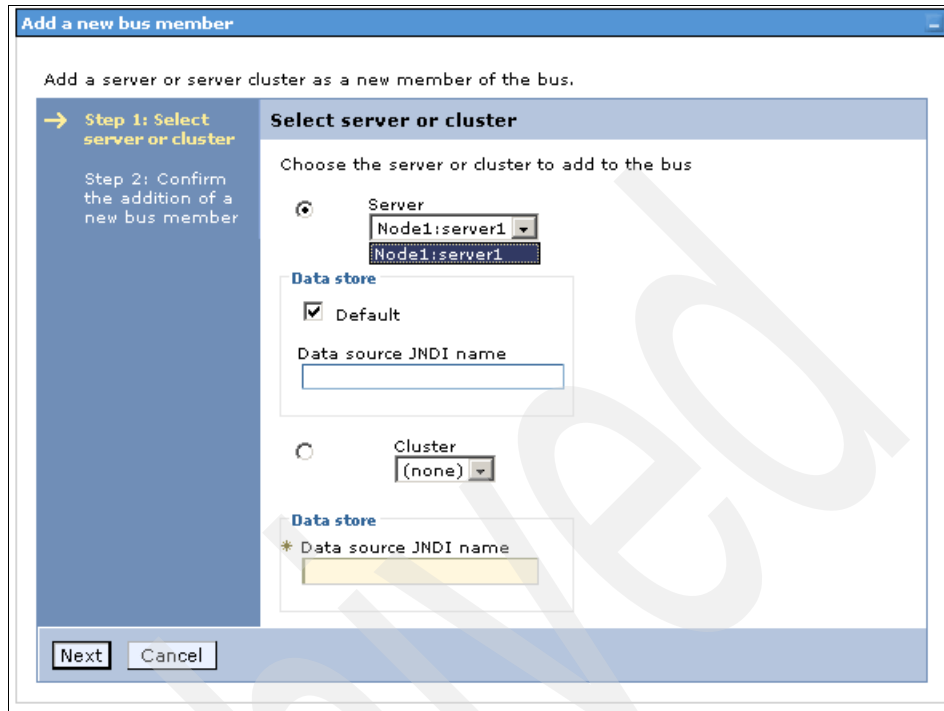 Add a new bus member
Add a server or server cluster as a new member of the bus.
Step 1: Select
server or cluster
Step 2: Confirm
the addition of a
new bus member
Select server or cluster
Choose the server or cluster to add to the bus
Server
Node1:server1
Node1:server1
Data store
Default
Data source JNDI name
Cluster
(none)
Data store
* Data source JNDI name
Next
Cancel